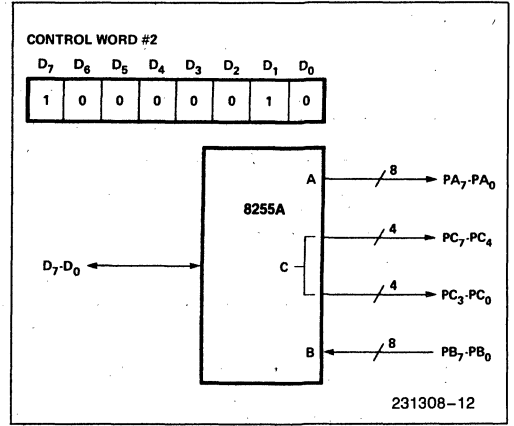 CONTROL WORD #2
D7 D6 D5 D4 D3 D2 D1 D0
1 0 0 0 0 0 1 0
A 8 PA7-PA0
8255A
4 PC7-PC4
D7-D0 C
4 PC3-PC0
B 8 PB7-PB0
231308-12